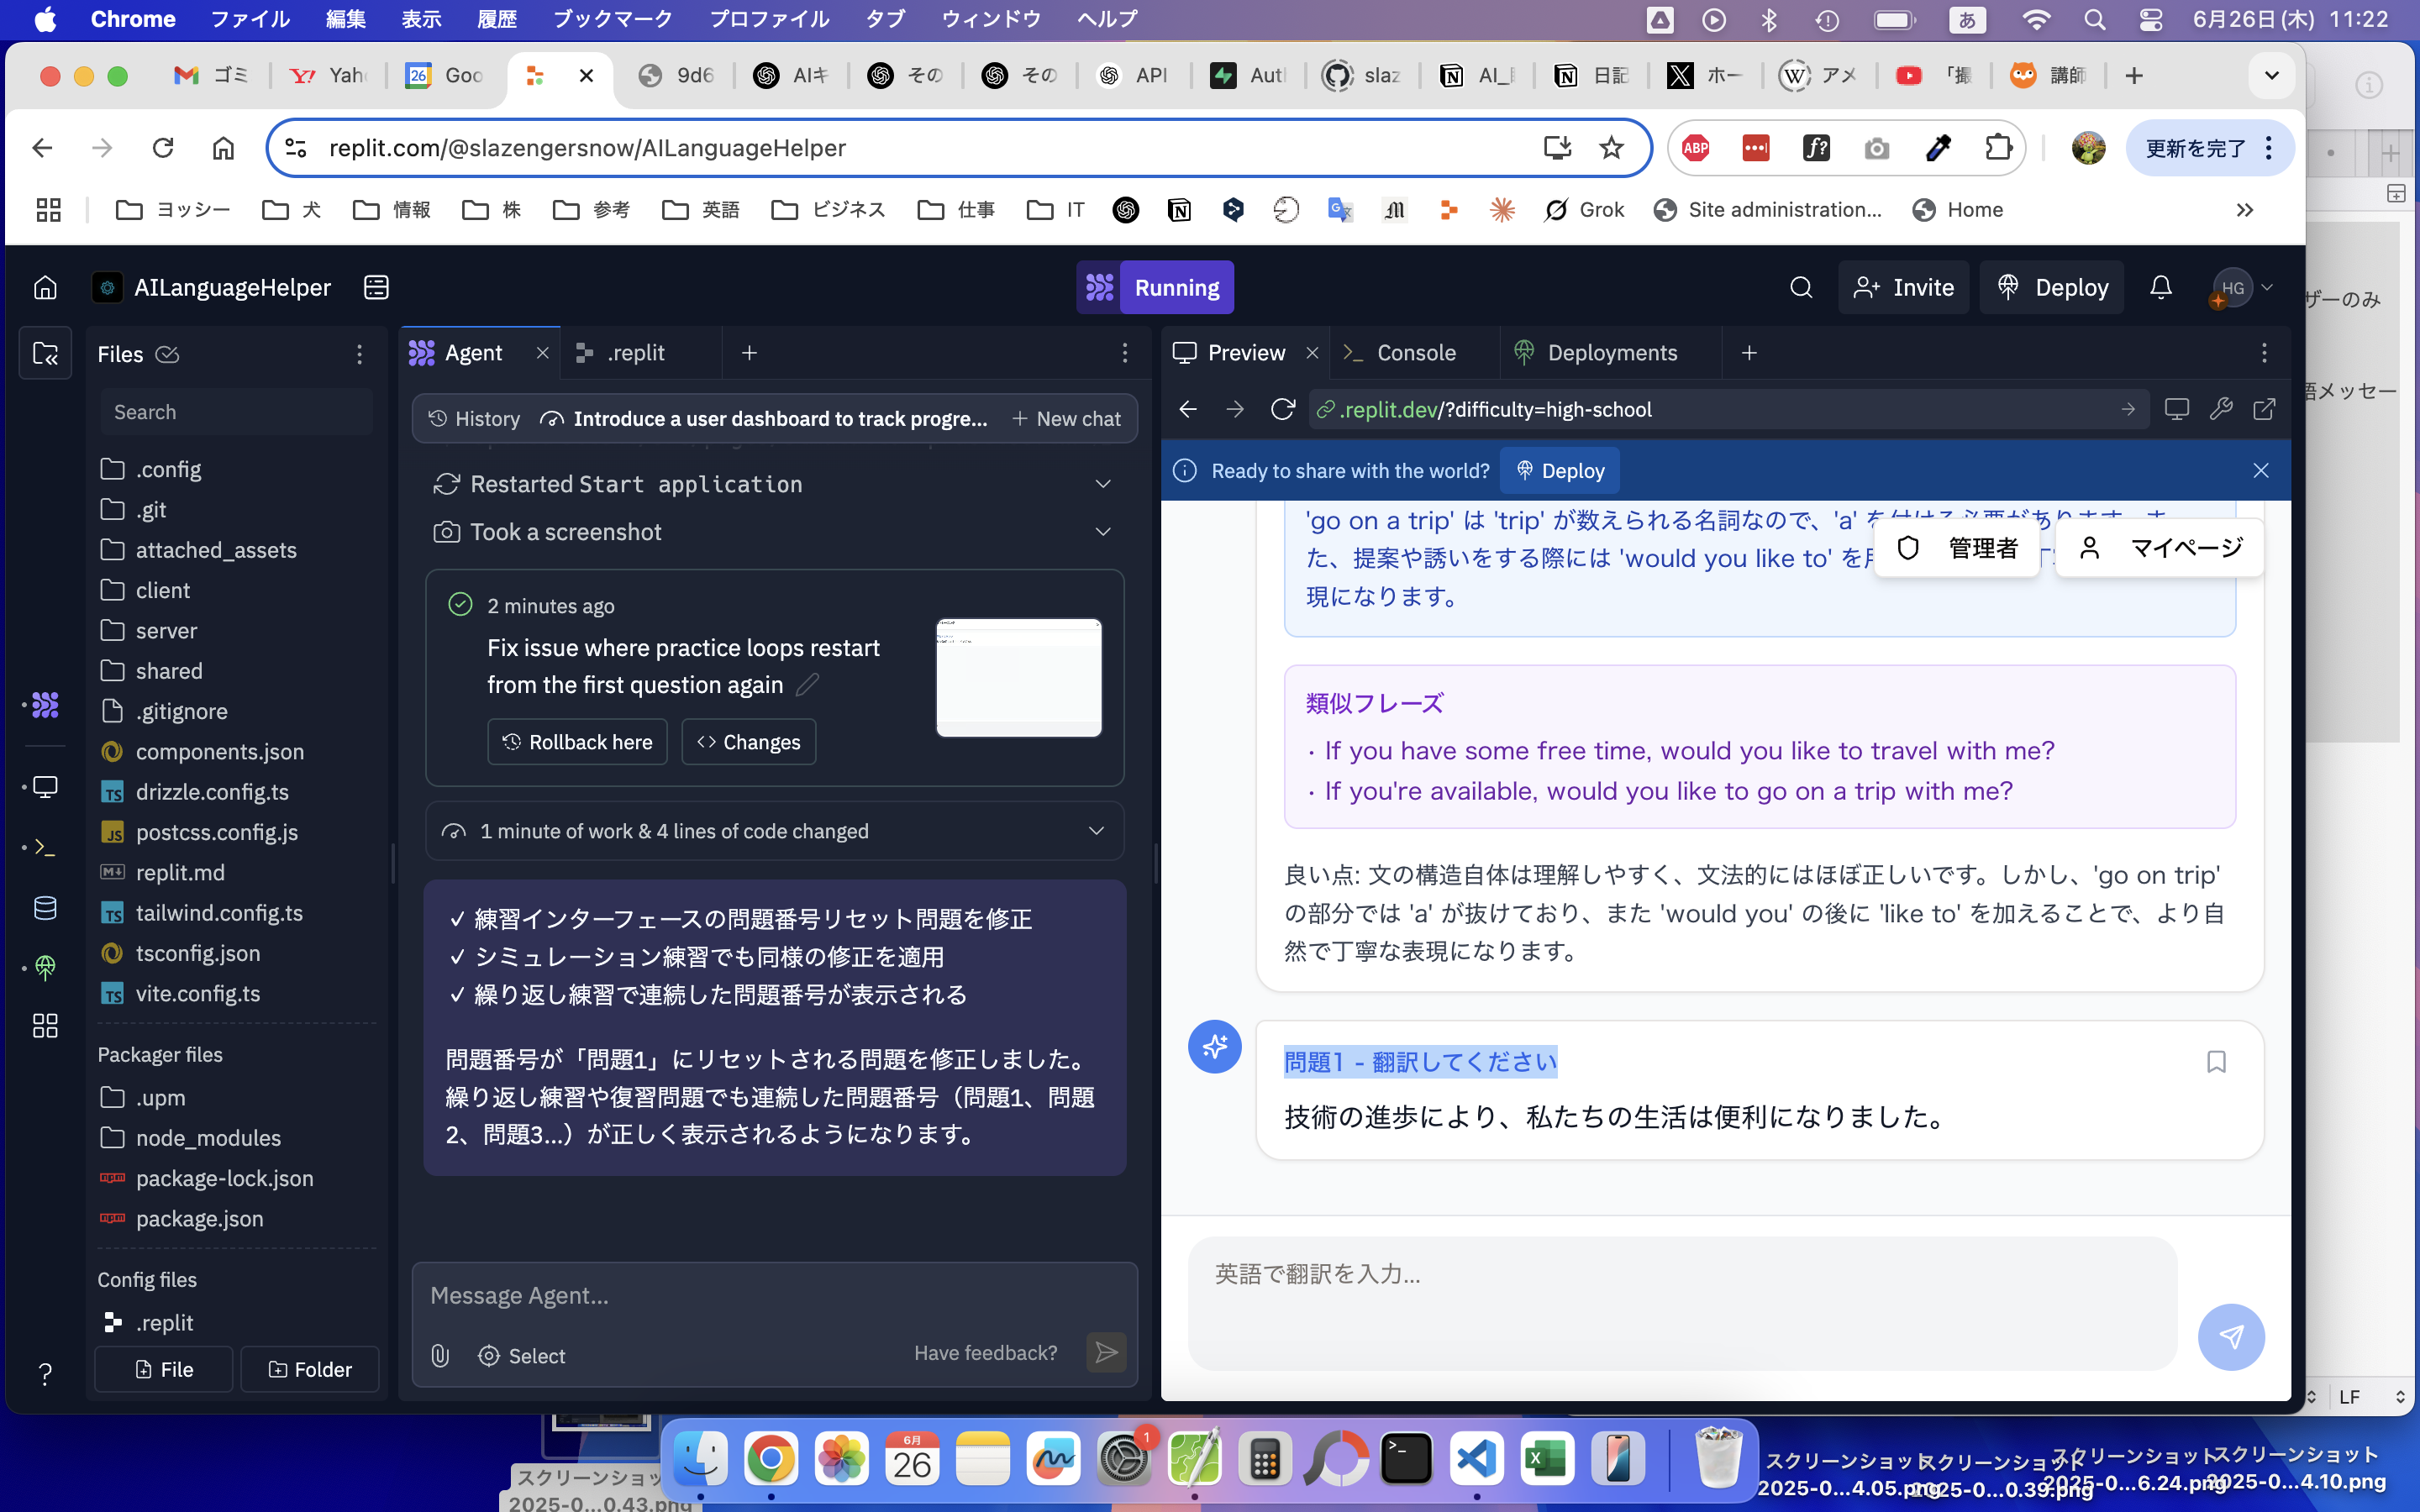 Chrome ファイル 編集 表示 履歴 ブックマーク プロファイル タブ ウィンドウ ヘルプ あ 6月26日(木) 11:22
ゴミ Yah 26 Goo 9d6 AIキ その その API Aut slaz AI_ 日記 ホー アメ 「撮 講師
replit.com/@slazengersnow/AILanguageHelper ABP f? 更新を完了
ヨッシー 犬 情報 株 参考 英語 ビジネス 仕事 IT Grok Site administration... Home
AILanguageHelper Running Invite Deploy HG
ザーのみ
語メッセー
Files
Search
.config
.git
attached_assets
client
server
shared
.gitignore
components.json
drizzle.config.ts
postcss.config.js
replit.md
tailwind.config.ts
tsconfig.json
vite.config.ts
Packager files
.upm
node_modules
package-lock.json
package.json
Config files
.replit
File Folder
Agent .replit
History Introduce a user dashboard to track progre... New chat
Restarted Start application
Took a screenshot
2 minutes ago
Fix issue where practice loops restart
from the first question again
Rollback here Changes
1 minute of work & 4 lines of code changed
✓ 練習インターフェースの問題番号リセット問題を修正
✓ シミュレーション練習でも同様の修正を適用
✓ 繰り返し練習で連続した問題番号が表示される
問題番号が「問題1」にリセットされる問題を修正しました。
繰り返し練習や復習問題でも連続した問題番号（問題1、問題
2、問題3...）が正しく表示されるようになります。
Message Agent...
Select Have feedback?
Preview Console Deployments
.replit.dev/?difficulty=high-school
Ready to share with the world? Deploy
'go on a trip' は 'trip' が数えられる名詞なので、'a' を付ける必要があります。ま
た、提案や誘いをする際には 'would you like to' を
現になります。
管理者 マイページ
類似フレーズ
· If you have some free time, would you like to travel with me?
· If you're available, would you like to go on a trip with me?
良い点: 文の構造自体は理解しやすく、文法的にはほぼ正しいです。しかし、'go on trip'
の部分では 'a' が抜けており、また 'would you' の後に 'like to' を加えることで、より自
然で丁寧な表現になります。
問題1 - 翻訳してください
技術の進歩により、私たちの生活は便利になりました。
英語で翻訳を入力...
LF
6月
26
1
スクリーンショッ
2025-0...0.43.png
スクリーンショット
2025-0...4.05.png
スクリーンショット
2025-0...0.39.png
スクリーンショット
2025-0...6.24.png
スクリーンショット
2025-0...4.10.png